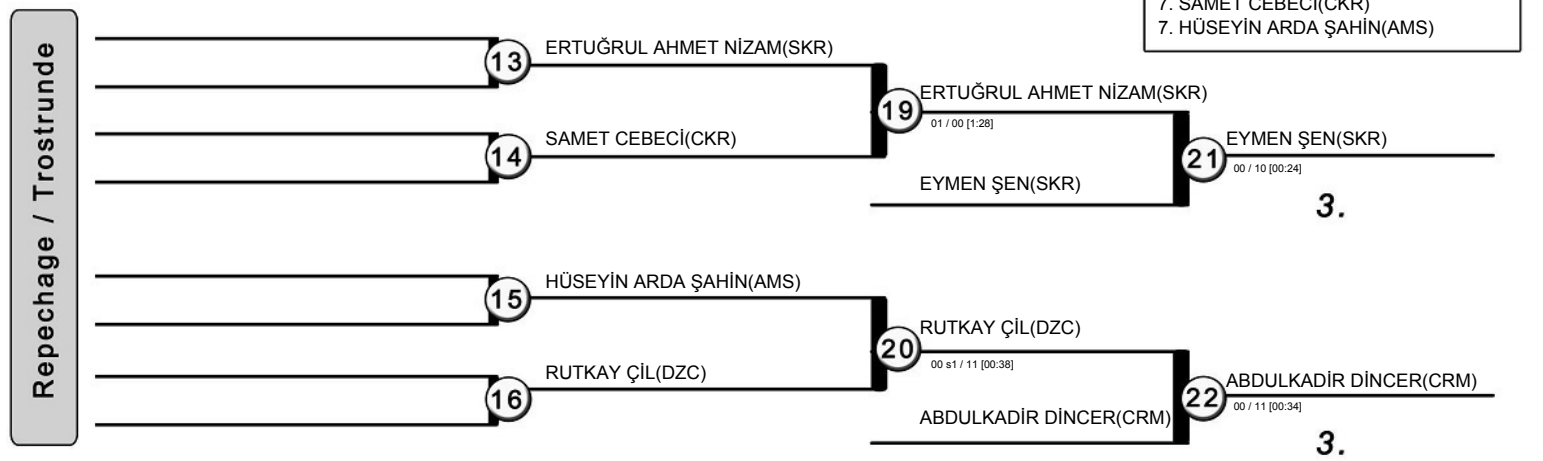 7. SAMET CEBECİ(CKR)
7. HÜSEYİN ARDA ŞAHİN(AMS)
Repechage / Trostrunde
13
ERTUĞRUL AHMET NİZAM(SKR)
14
SAMET CEBECİ(CKR)
19
ERTUĞRUL AHMET NİZAM(SKR)
01 / 00 [1:28]
EYMEN ŞEN(SKR)
21
EYMEN ŞEN(SKR)
00 / 10 [00:24]
3.
15
HÜSEYİN ARDA ŞAHİN(AMS)
16
RUTKAY ÇİL(DZC)
20
RUTKAY ÇİL(DZC)
00 s1 / 11 [00:38]
ABDULKADİR DİNCER(CRM)
22
ABDULKADİR DİNCER(CRM)
00 / 11 [00:34]
3.